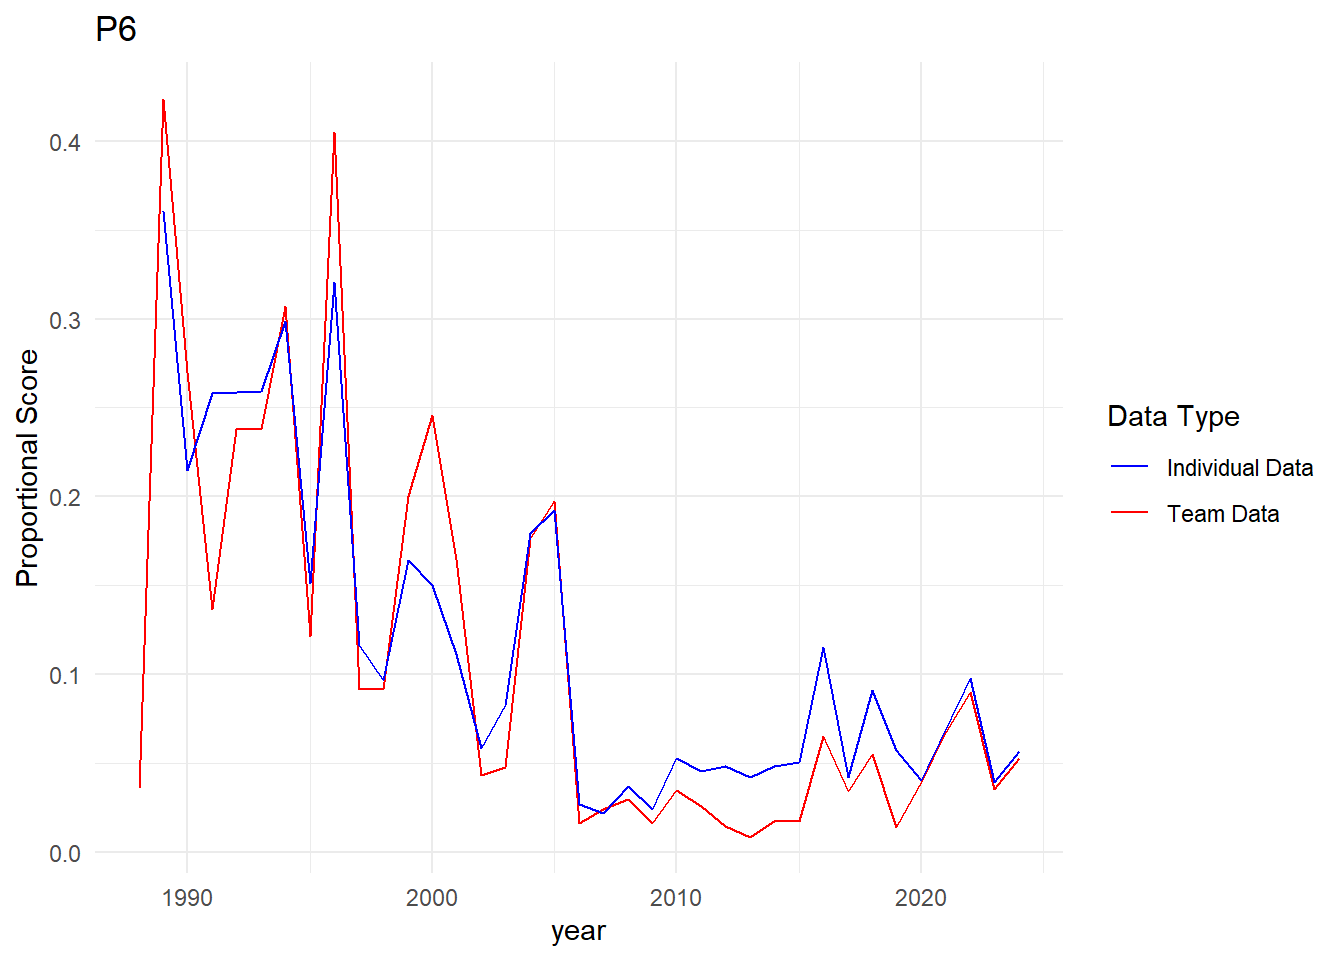 P6
Proportional Score
0.4
0.3
0.2
0.1
0.0
1990
2000
2010
2020
year
Data Type
Individual Data
Team Data